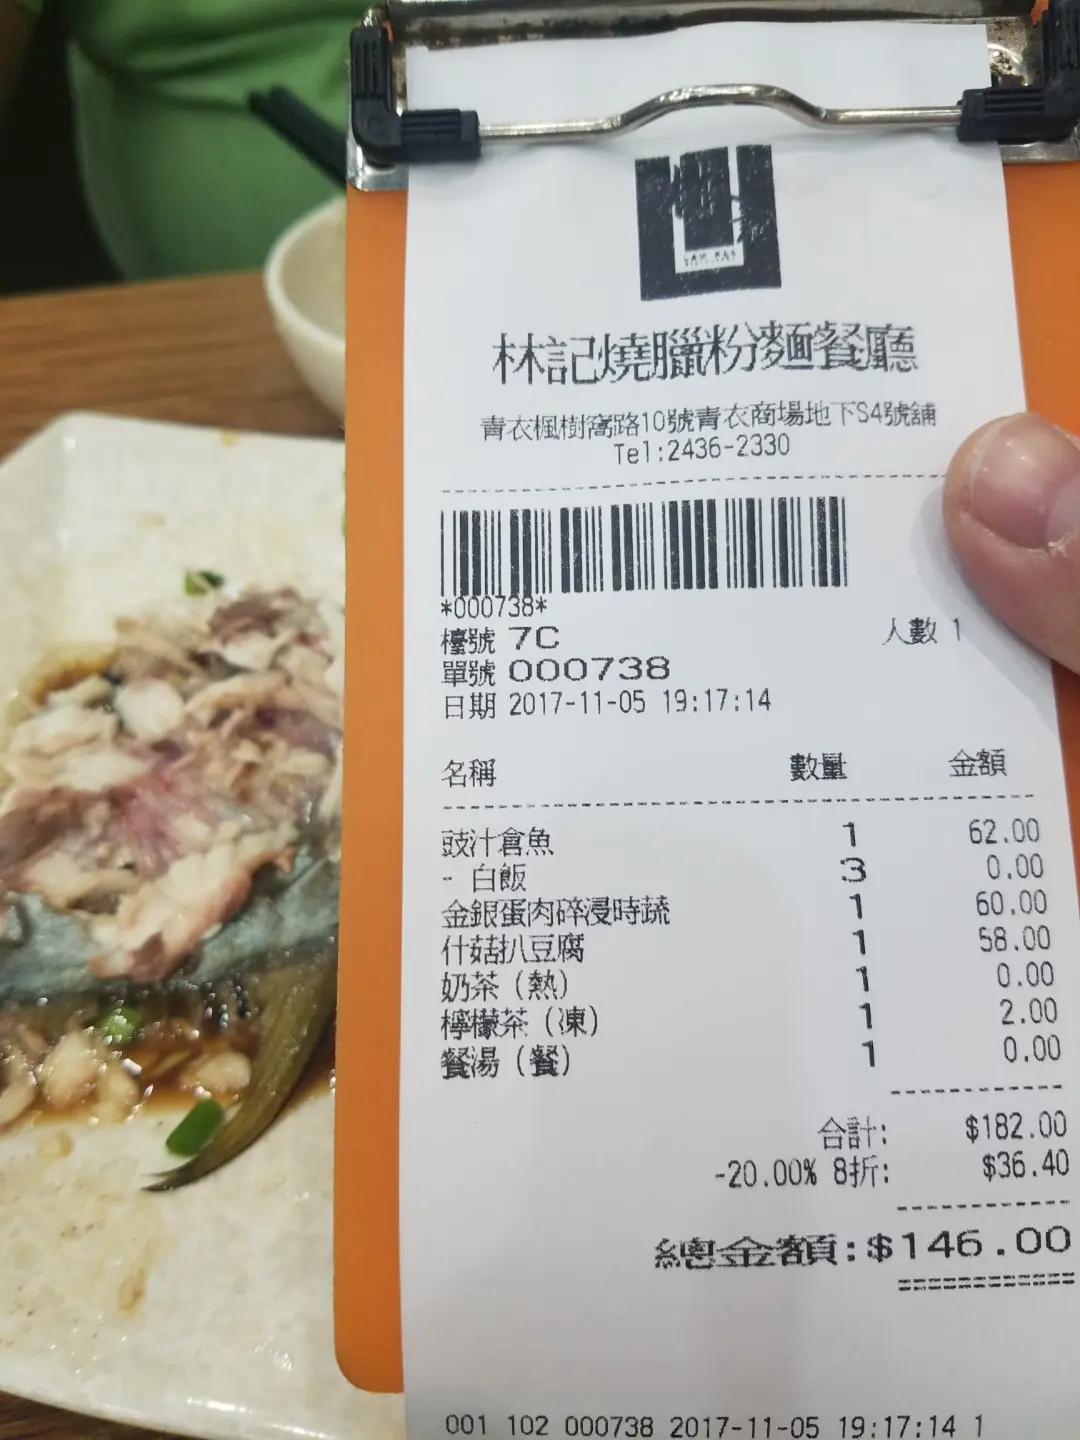 林記燒臘粉麵餐廳
青衣楓樹窩路10號青衣商場地下S4號舖
Tel:2436-2330
*000738*
檯號 7C 人數 1
單號 000738
日期 2017-11-05 19:17:14
名稱 數量 金額
豉汁倉魚 1 62.00
- 白飯 3 0.00
金銀蛋肉碎浸時蔬 1 60.00
什菇扒豆腐 1 58.00
奶茶（熱） 1 0.00
檸檬茶（凍） 1 2.00
餐湯（餐） 1 0.00
合計: $182.00
-20.00% 8折: $36.40
總金額:$146.00
001 102 000738 2017-11-05 19:17:14 1